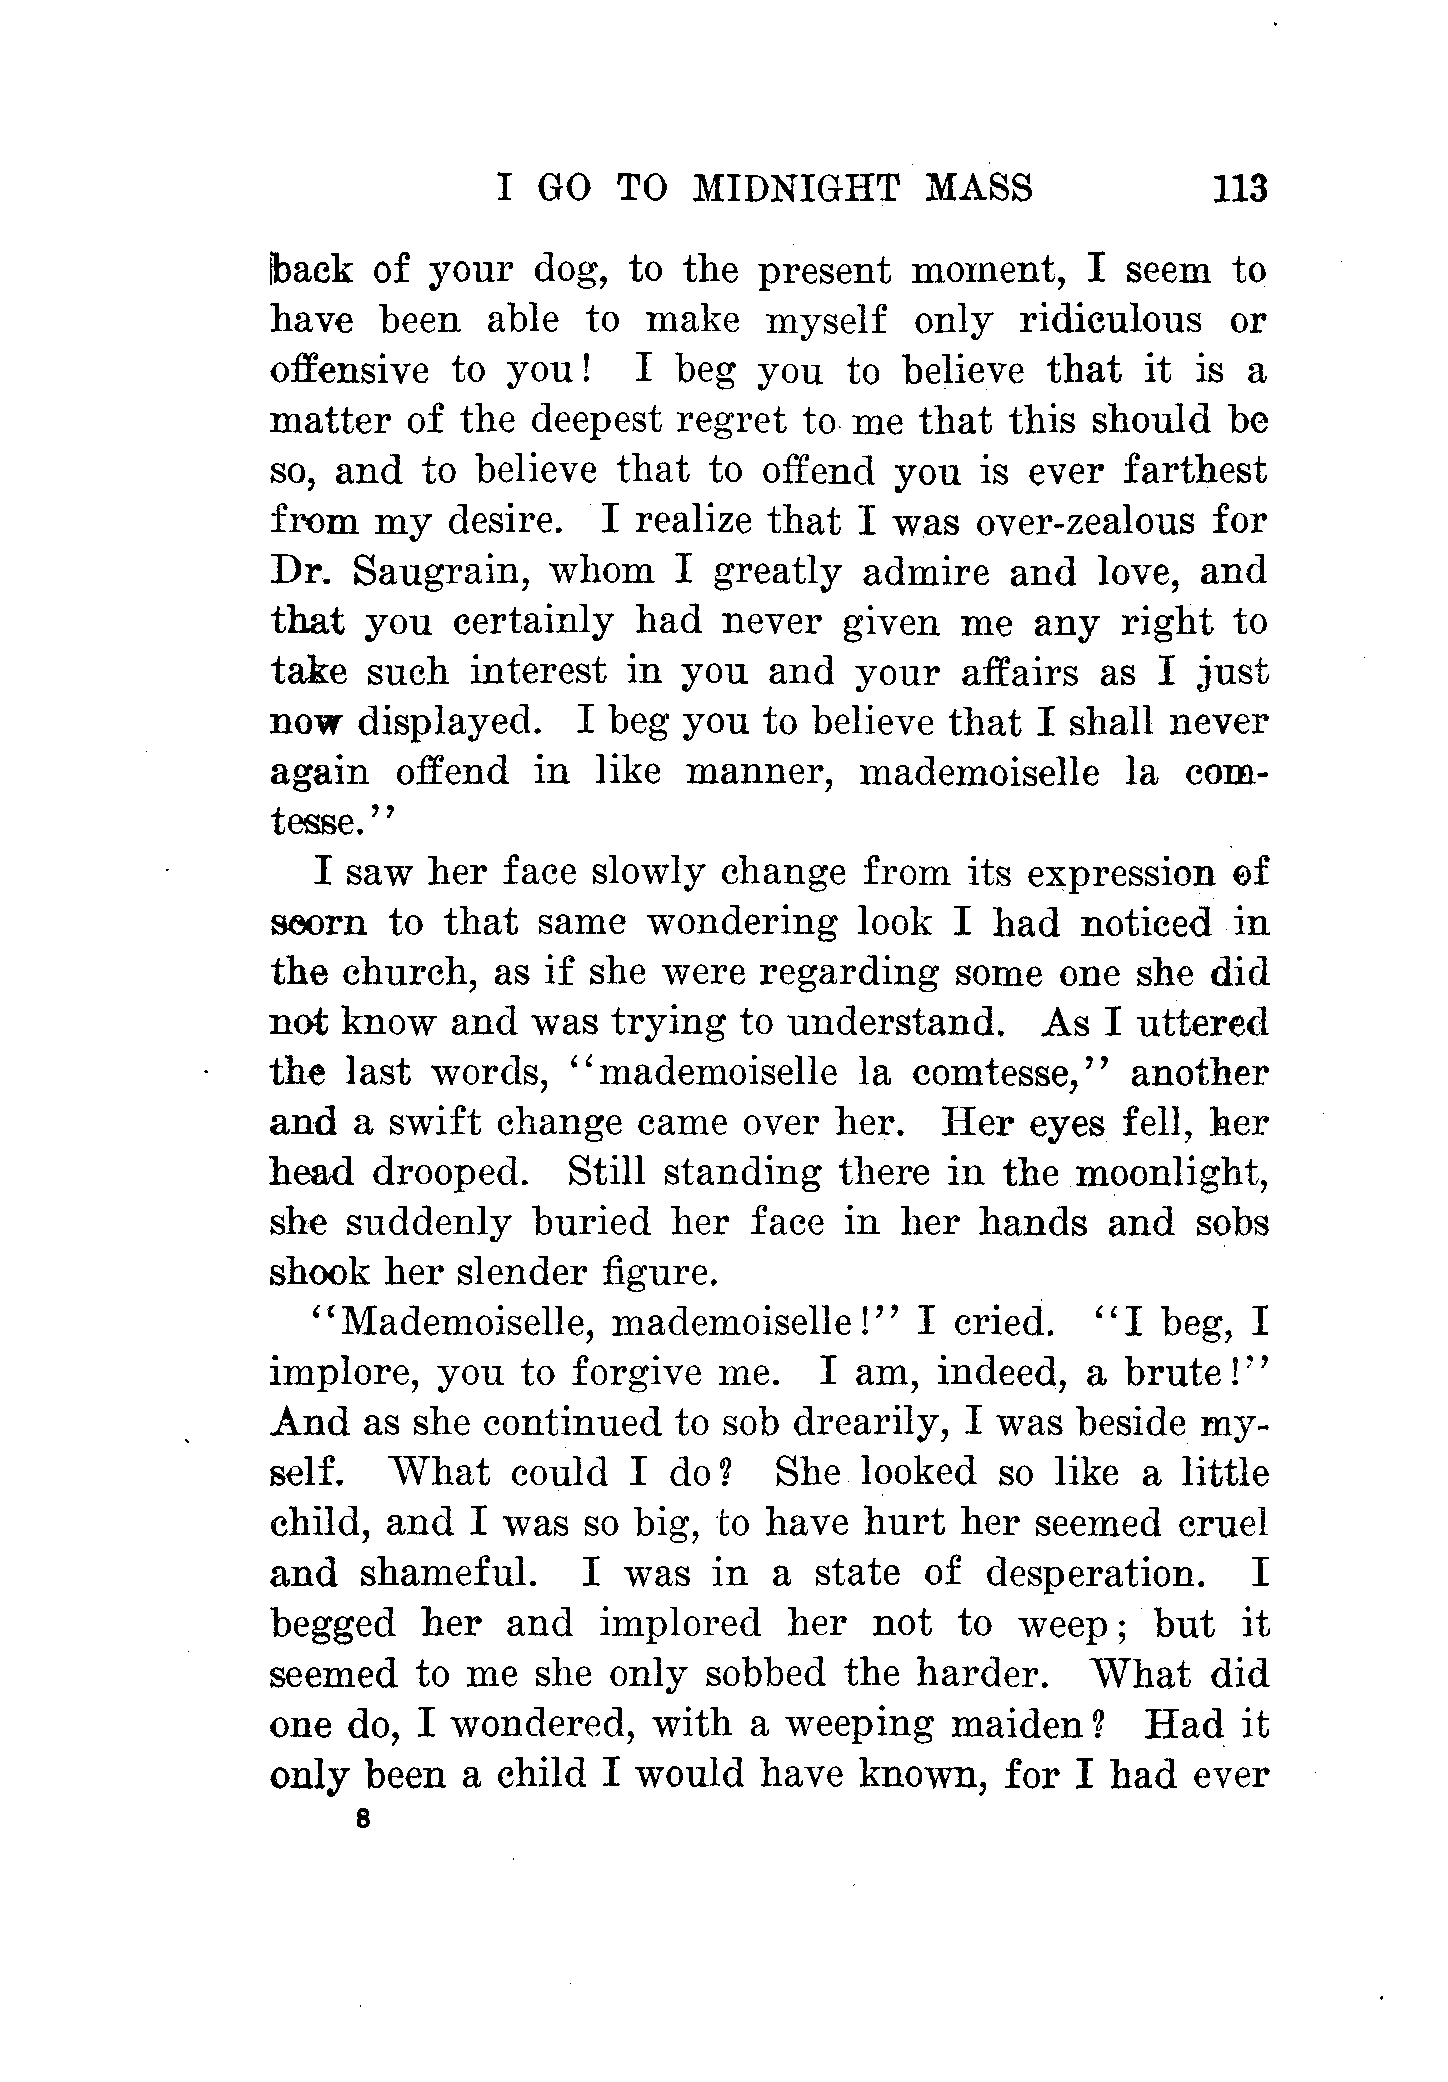 I GO TO MIDNIGHT MASS 113
back of your dog, to the present moment, I seem to
have been able to make myself only ridiculous or
offensive to you! I beg you to believe that it is a
matter of the deepest regret to me that this should be
so, and to believe that to offend you is ever farthest
from my desire. I realize that I was over-zealous for
Dr. Saugrain, whom I greatly admire and love, and
that you certainly had never given me any right to
take such interest in you and your affairs as I just
now displayed. I beg you to believe that I shall never
again offend in like manner, mademoiselle la com-
tesse.''
I saw her face slowly change from its expression of
scorn to that same wondering look I had noticed in
the church, as if she were regarding some one she did
not know and was trying to understand. As I uttered
the last words, ''mademoiselle la comtesse,'' another
and a swift change came over her. Her eyes fell, her
head drooped. Still standing there in the moonlight,
she suddenly buried her face in her hands and sobs
shook her slender figure.
''Mademoiselle, mademoiselle!'' I cried. ''I beg, I
implore, you to forgive me. I am, indeed, a brute!''
And as she continued to sob drearily, I was beside my-
self. What could I do? She looked so like a little
child, and I was so big, to have hurt her seemed cruel
and shameful. I was in a state of desperation. I
begged her and implored her not to weep; but it
seemed to me she only sobbed the harder. What did
one do, I wondered, with a weeping maiden? Had it
only been a child I would have known, for I had ever
8